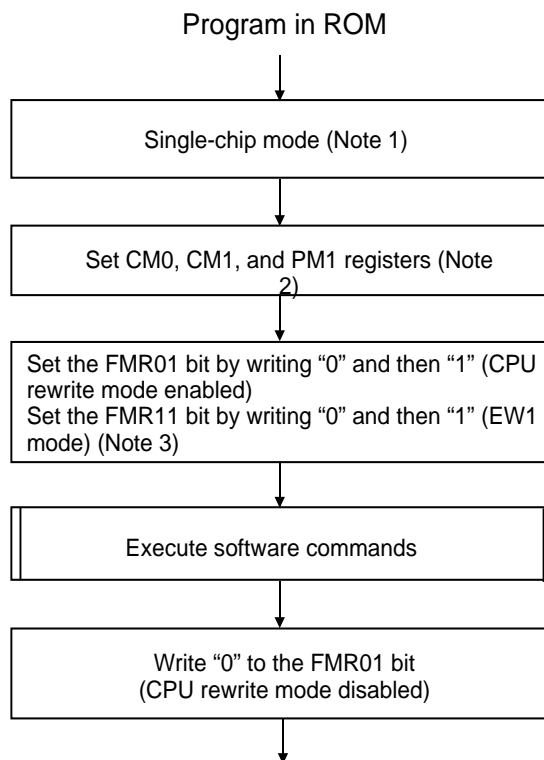 Program in ROM
Single-chip mode (Note 1)
Set CM0, CM1, and PM1 registers (Note
2)
Set the FMR01 bit by writing “0” and then “1” (CPU
rewrite mode enabled)
Set the FMR11 bit by writing “0” and then “1” (EW1
mode) (Note 3)
Execute software commands
Write “0” to the FMR01 bit
(CPU rewrite mode disabled)